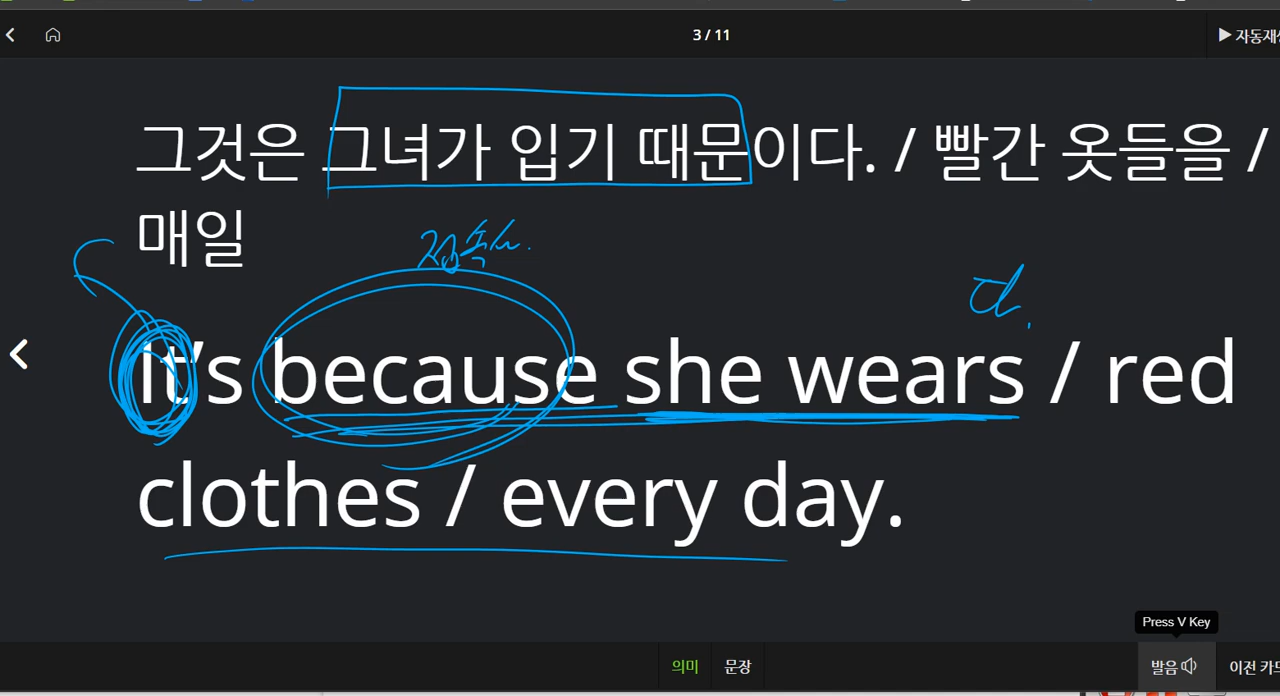 3 / 11
자동재
그것은 그녀가 입기 때문이다. / 빨간 옷들을 /
매일
접속사.
It's because she wears / red
clothes / every day.
Press V Key
의미 문장 발음 이전 카드